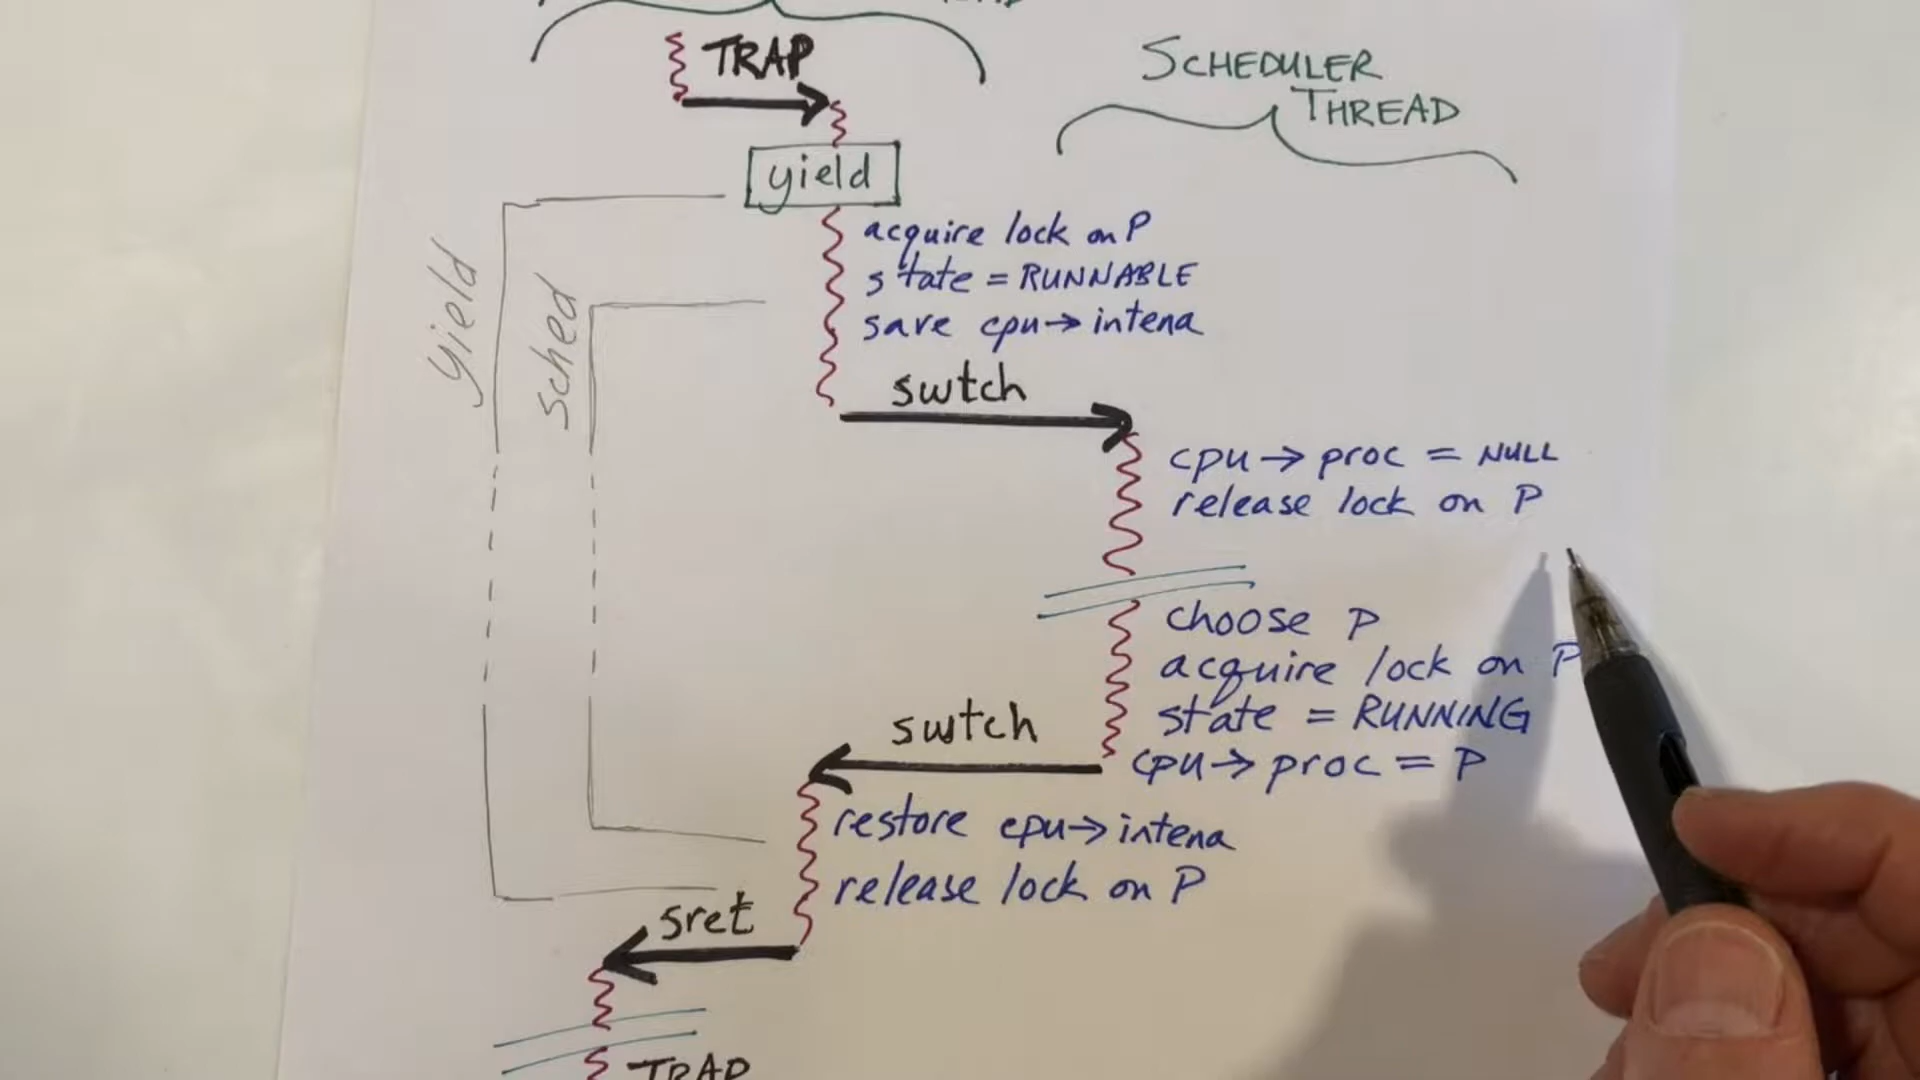 TRAP
SCHEDULER
THREAD
yield
acquire lock on P
state = RUNNABLE
save cpu→intena
yield
sched
swtch
cpu → proc = NULL
release lock on P
choose P
acquire lock on P
state = RUNNING
swtch
cpu→ proc = P
restore cpu→intena
release lock on P
sret
TRAP